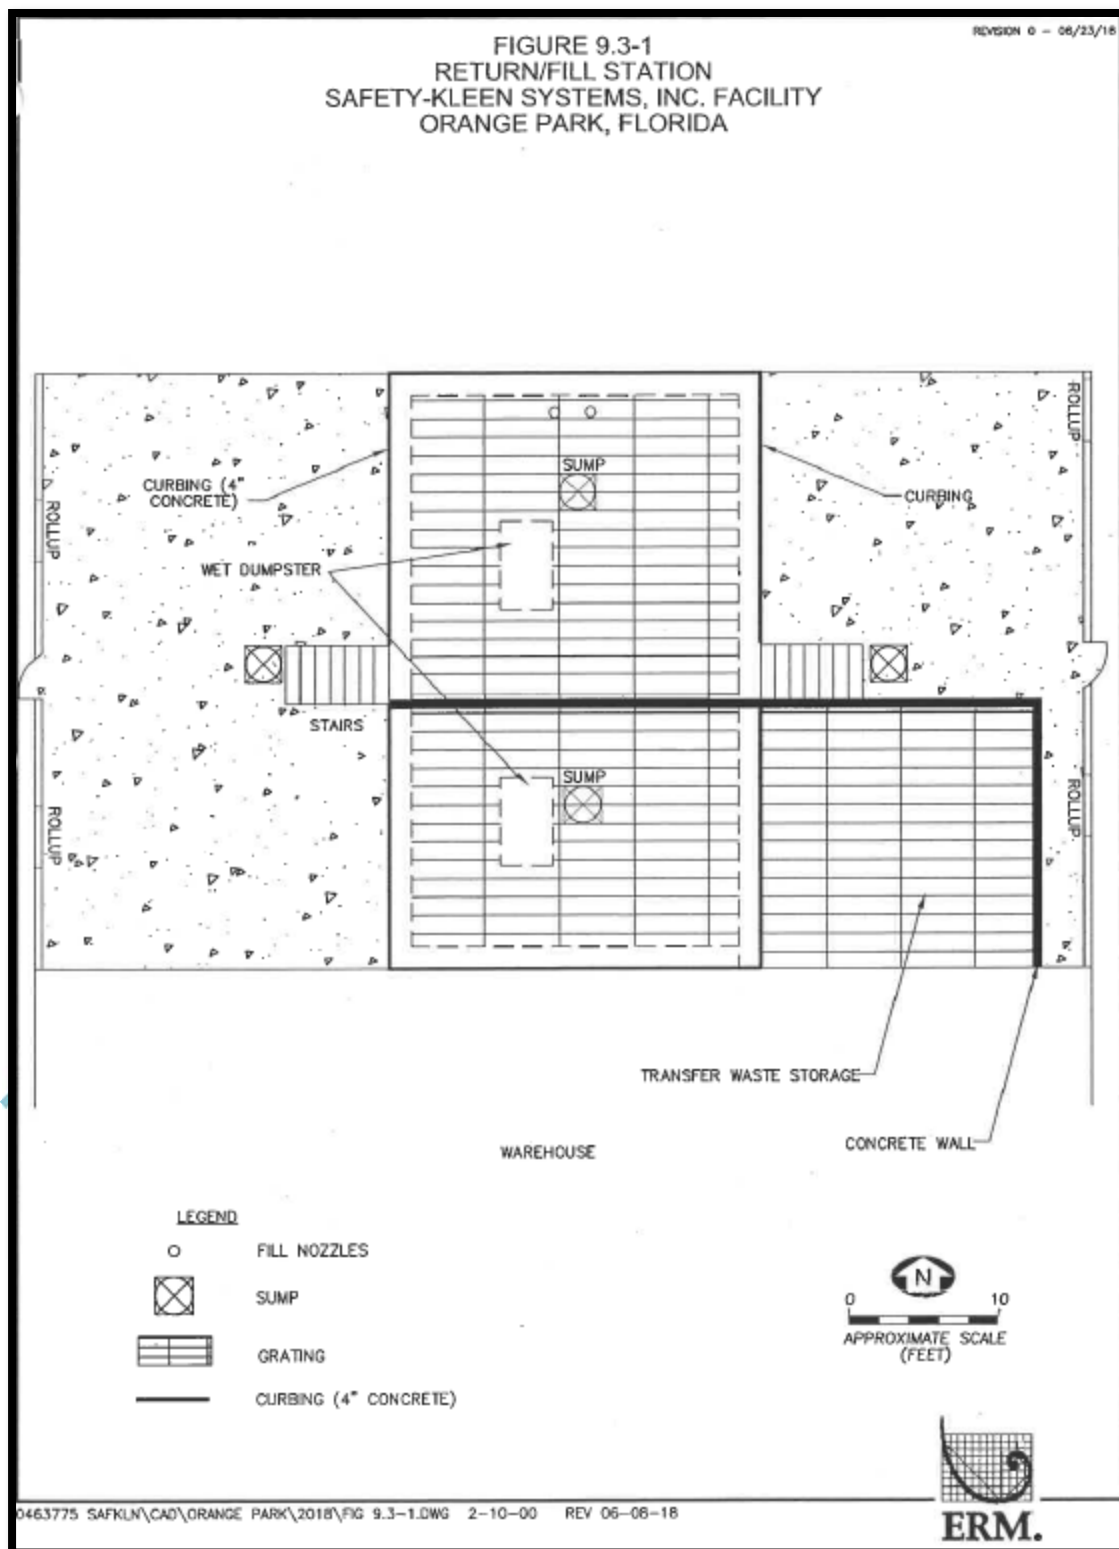 REVISION 0 - 06/23/18
FIGURE 9.3-1
RETURN/FILL STATION
SAFETY-KLEEN SYSTEMS, INC. FACILITY
ORANGE PARK, FLORIDA
ROLLUP
SUMP
CURBING (4"
CONCRETE)
CURBING
ROLLUP
WET DUMPSTER
STAIRS
SUMP
ROLLUP
ROLLUP
TRANSFER WASTE STORAGE
CONCRETE WALL
WAREHOUSE
LEGEND
FILL NOZZLES
SUMP
GRATING
CURBING (4" CONCRETE)
N
0 10
APPROXIMATE SCALE
(FEET)
0463775 SAFKLN\CAD\ORANGE PARK\2018\FIG 9.3-1.DWG 2-10-00 REV 06-08-18
ERM.